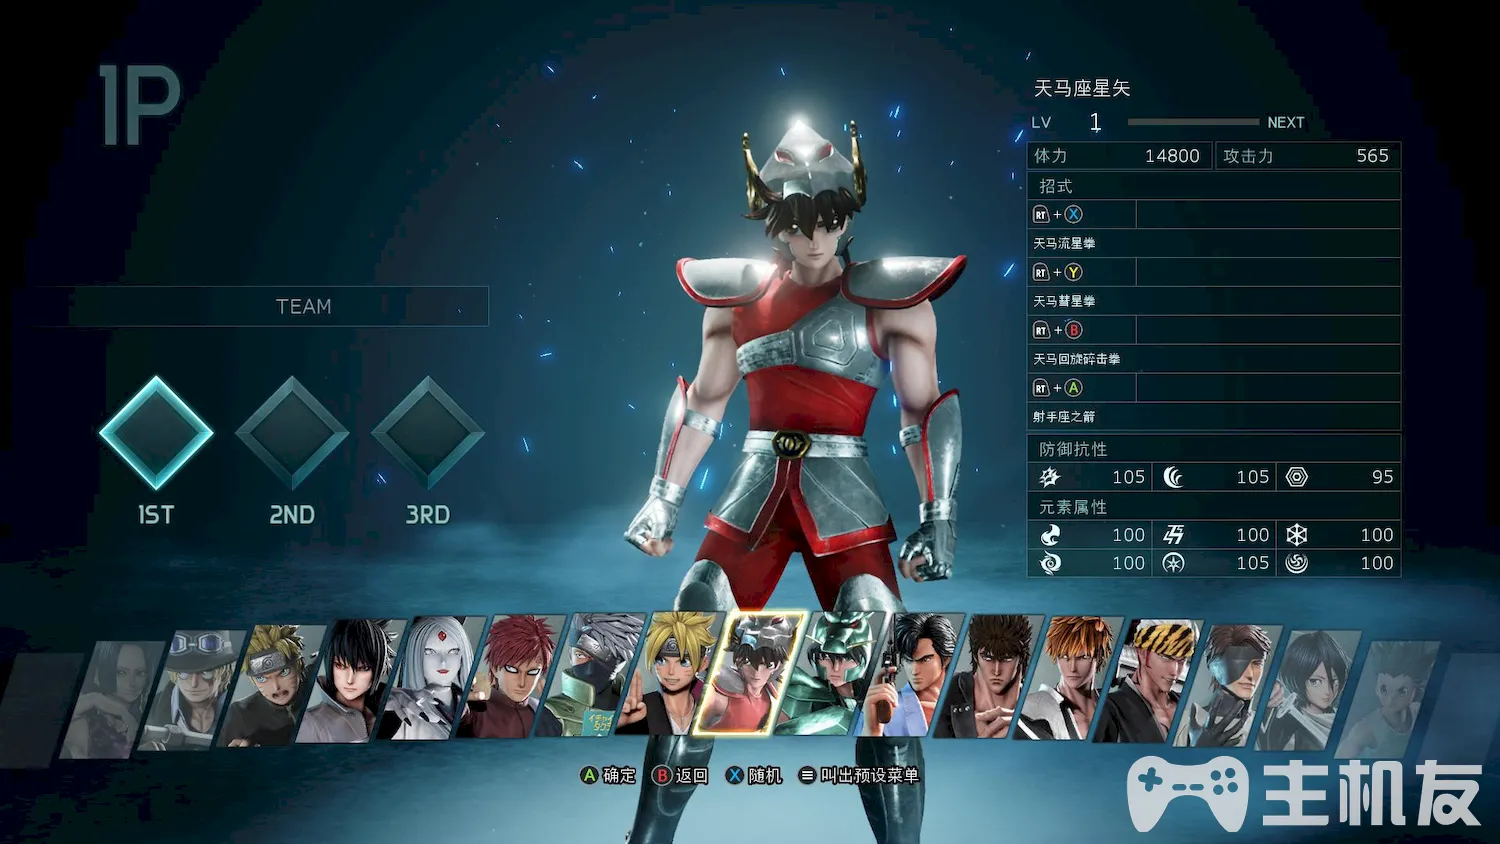 1P
TEAM
1ST 2ND 3RD
天马座星矢
LV 1 NEXT
体力 14800 攻击力 565
招式
RT + X
天马流星拳
RT + Y
天马彗星拳
RT + B
天马回旋碎击拳
RT + A
射手座之箭
防御抗性
105 105 95
元素属性
100 100 100
100 105 100
A 确定 B 返回 X 随机 叫出预设菜单
主机友